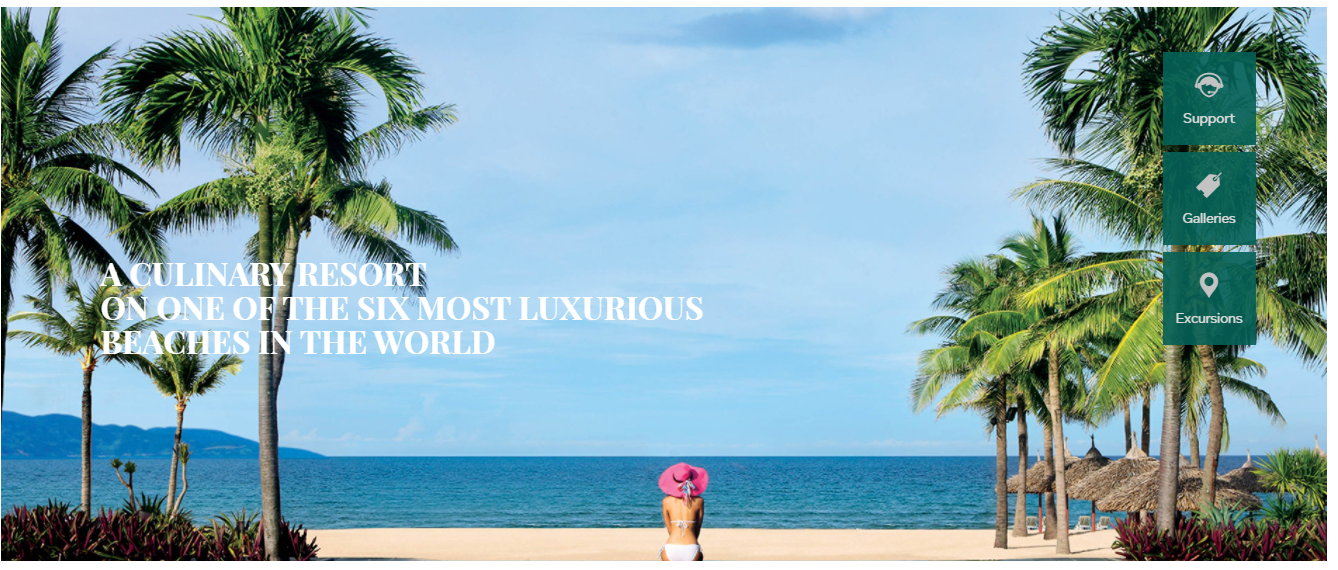 A CULINARY RESORT
ON ONE OF THE SIX MOST LUXURIOUS
BEACHES IN THE WORLD
Support
Galleries
Excursions